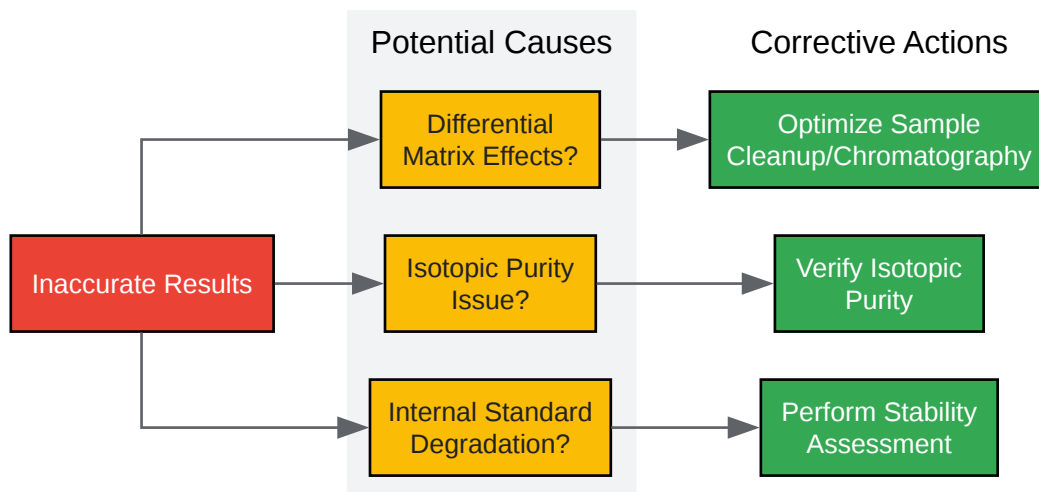 Potential Causes
Corrective Actions
Differential
Matrix Effects?
Optimize Sample
Cleanup/Chromatography
Inaccurate Results
Isotopic Purity
Issue?
Verify Isotopic
Purity
Internal Standard
Degradation?
Perform Stability
Assessment